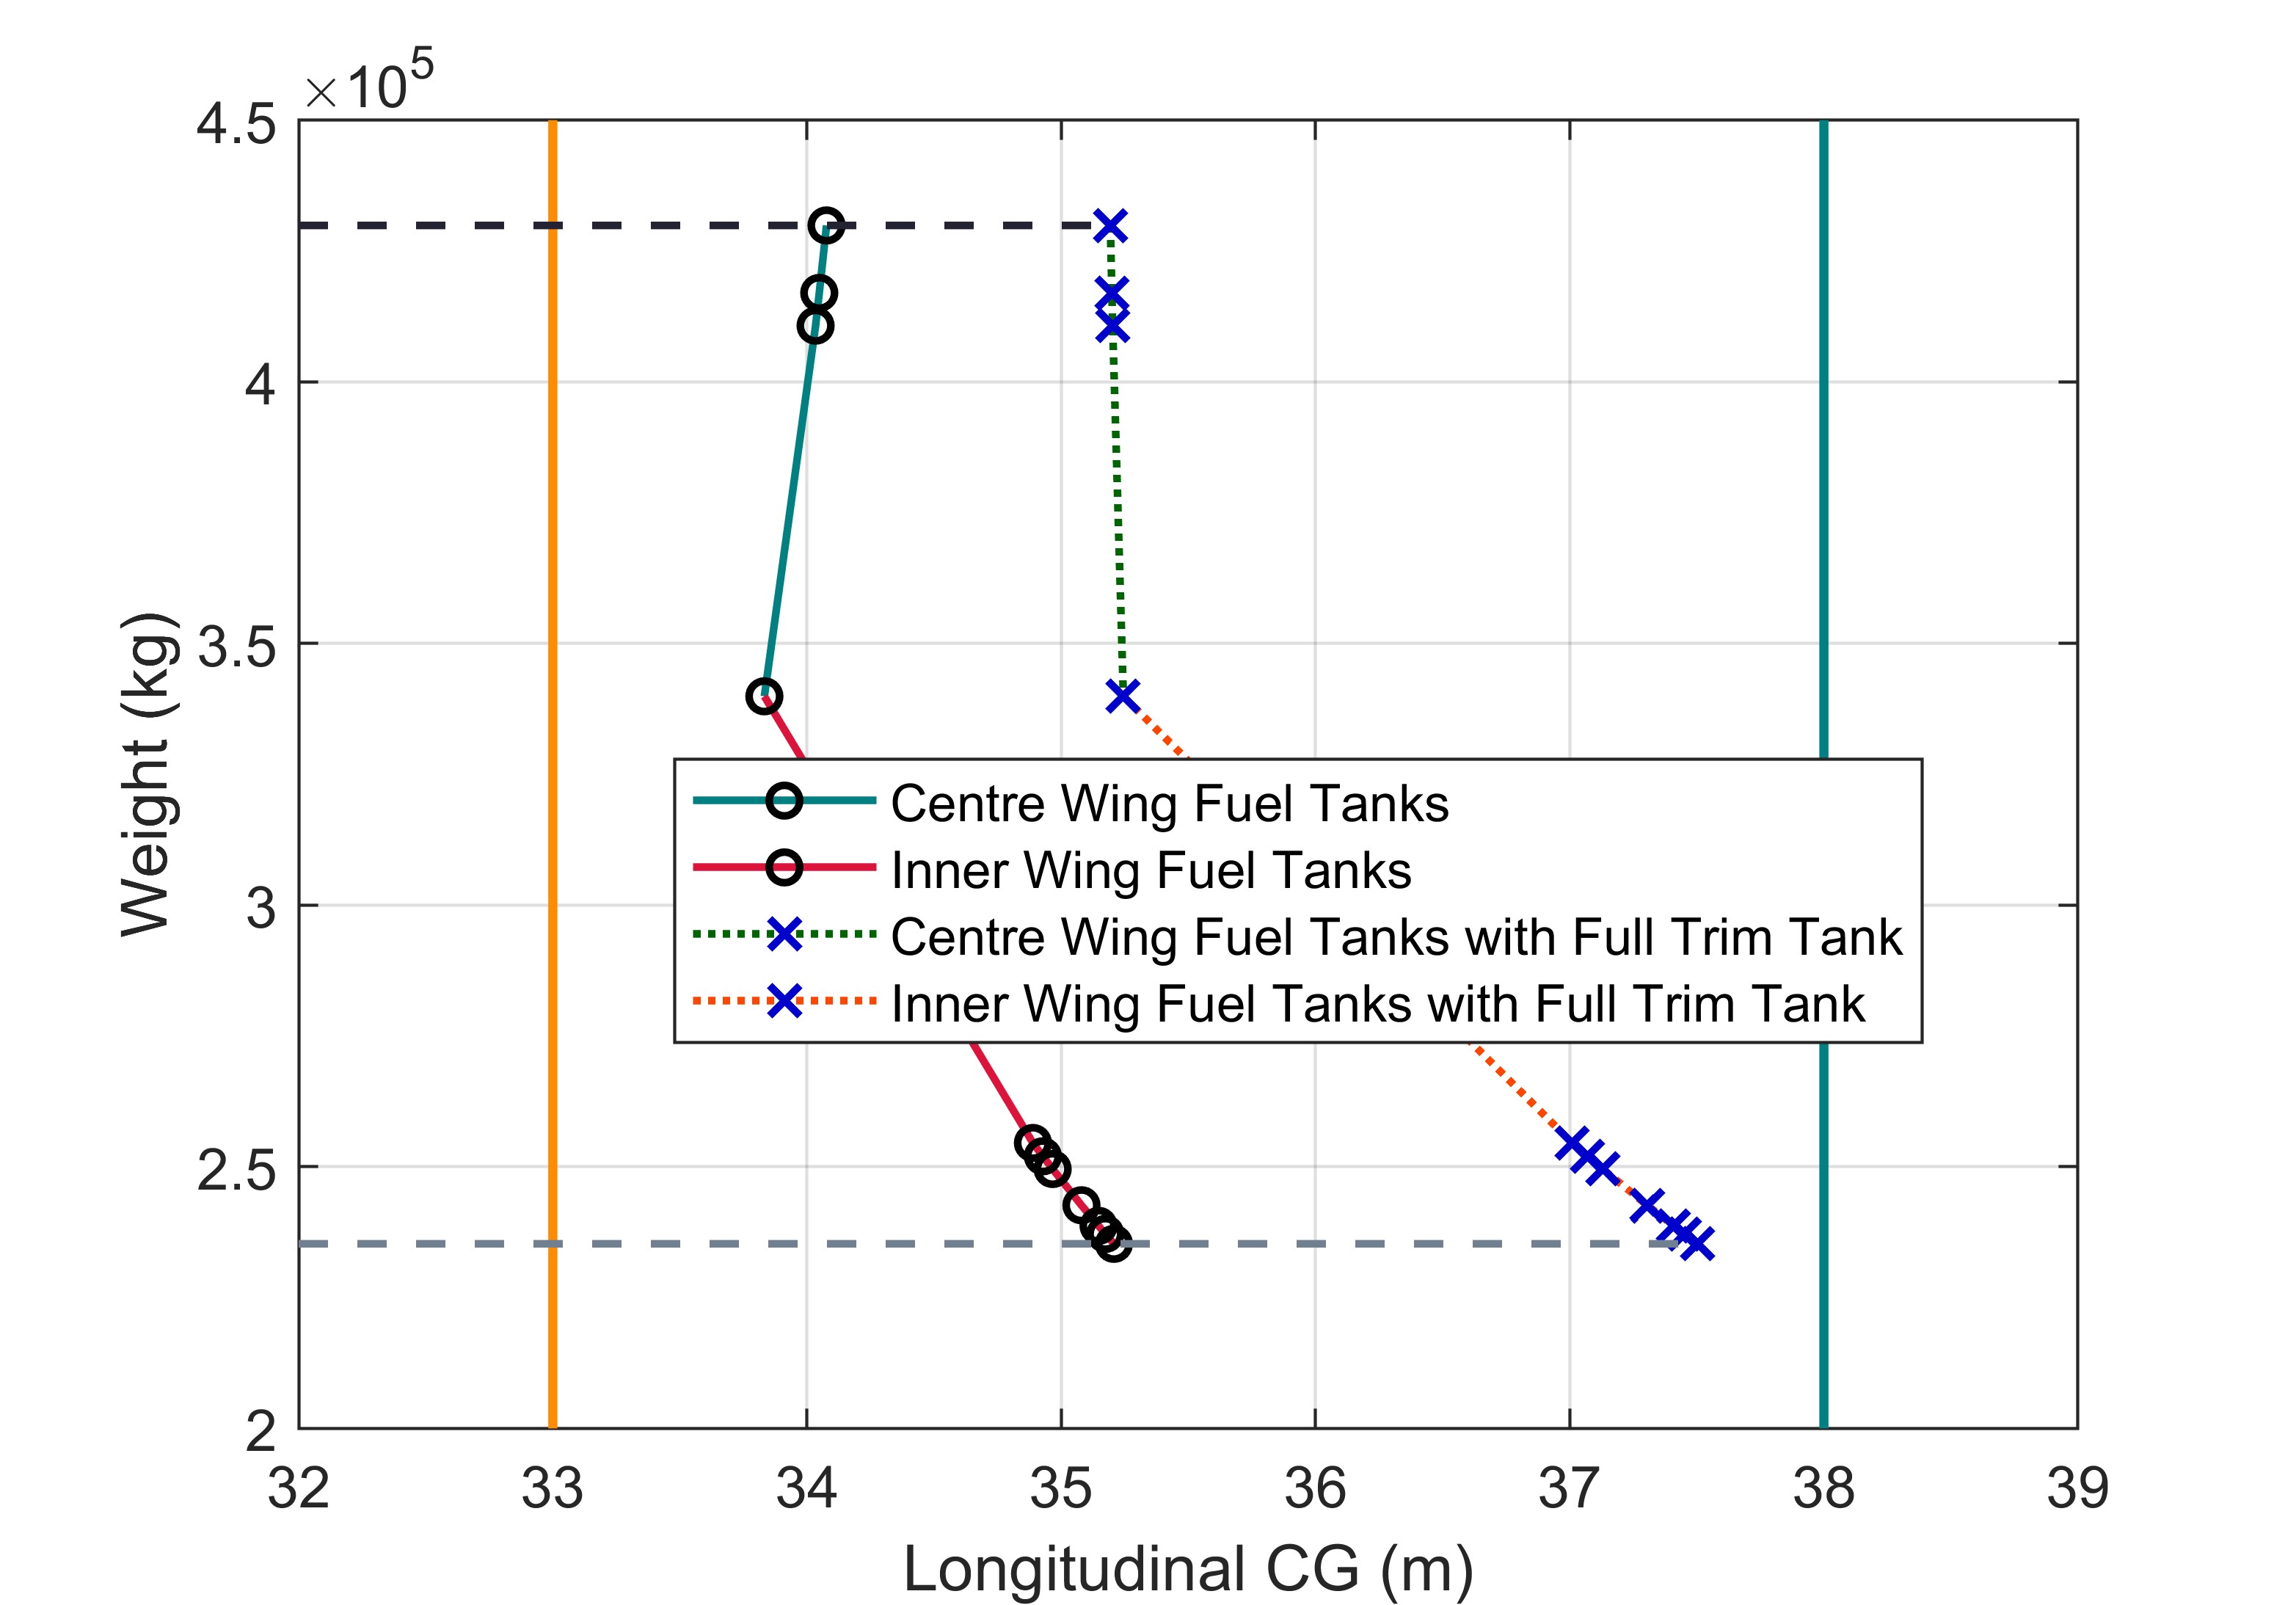 ×10^5
4.5
4
3.5
3
2.5
2
Weight (kg)
Centre Wing Fuel Tanks
Inner Wing Fuel Tanks
Centre Wing Fuel Tanks with Full Trim Tank
Inner Wing Fuel Tanks with Full Trim Tank
32 33 34 35 36 37 38 39
Longitudinal CG (m)